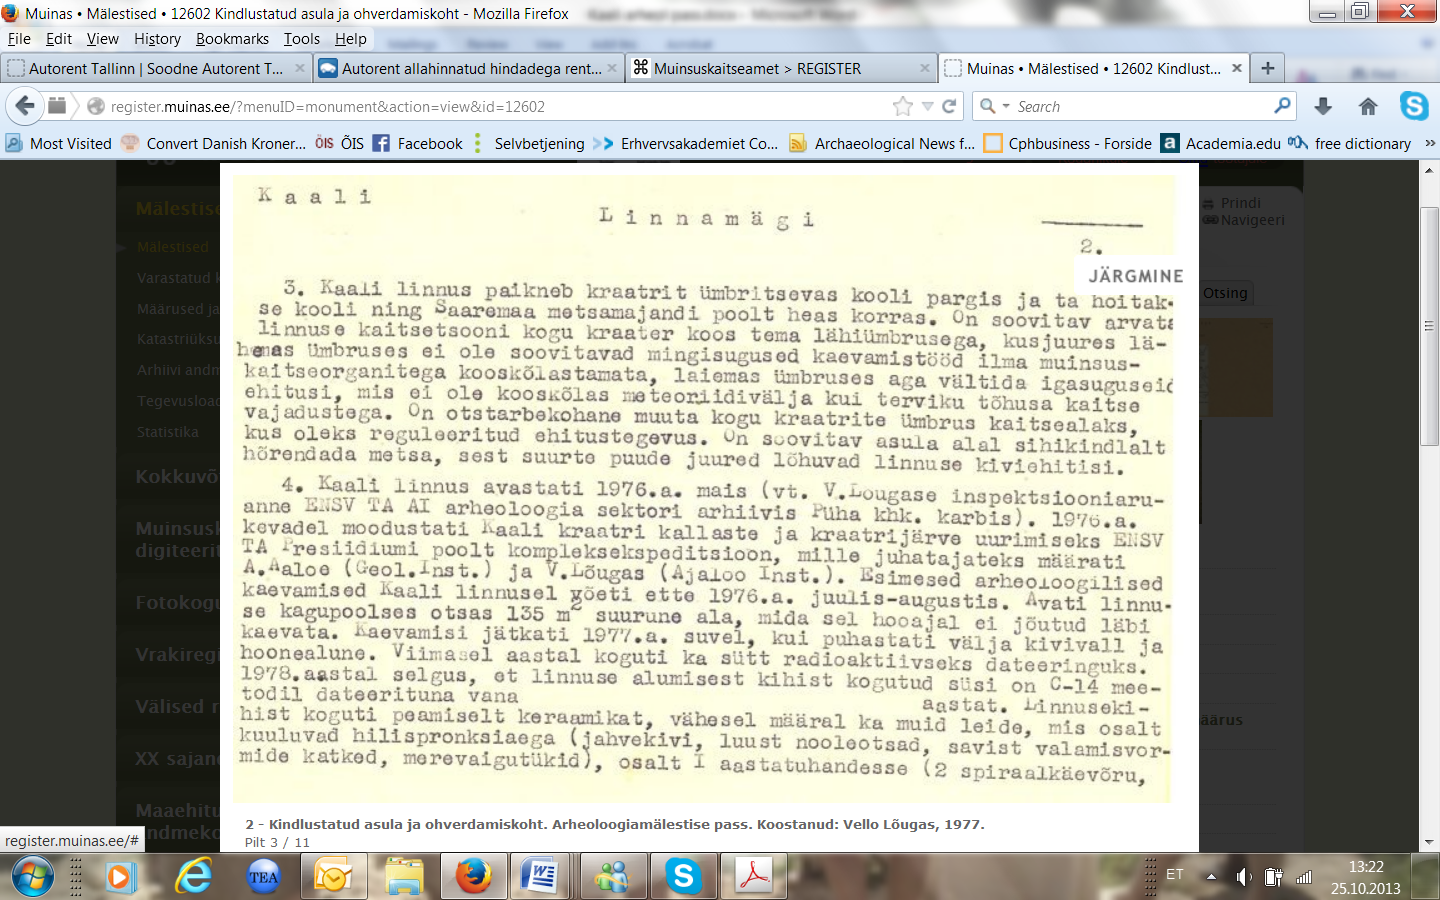 Muinas • Mälestised • 12602 Kindlustatud asula ja ohverdamiskoht - Mozilla Firefox
File Edit View History Bookmarks Tools Help
Autorent Tallinn | Soodne Autorent T...
Autorent allahinnatud hindadega rent...
Muinsuskaitseamet > REGISTER
Muinas • Mälestised • 12602 Kindlust...
register.muinas.ee/?menuID=monument&action=view&id=12602
Search
Most Visited Convert Danish Kroner... ÕIS Facebook Selvbetjening Erhvervsakademiet Co... Archaeological News f... Cphbusiness - Forside Academia.edu free dictionary
Mälestised
Varastatud
Määrused ja
Arhiivi
Statistika
Prindi
Navigeeri
Otsing
Kaali
Linnamägi
2.
JÄRGMINE
3. Kaali linnus paikneb kraatrit ümbritsevas kooli pargis ja ta hoitak-
se kooli ning Saaremaa metsamajandi poolt heas korras. On soovitav arvata
linnuse kaitsetsooni kogu kraater koos tema lähiümbrusega, kusjuures lä-
hemas ümbruses ei ole soovitavad mingisugused kaevamistööd ilma muinsus-
kaitseorganitega kooskõlastamata, laiemas ümbruses aga vältida igasuguseid
ehitusi, mis ei ole kooskõlas meteoriidivälja kui terviku tõhusa kaitse
vajadustega. On otstarbekohane muuta kogu kraatrite ümbrus kaitsealaks,
kus oleks reguleeritud ehitustegevus. On soovitav asula alal sihikindlalt
hõrendada metsa, sest suurte puude juured lõhuvad linnuse kiviehitisi.
4. Kaali linnus avastati 1976.a. mais (vt. V.Lougase inspektsiooniaru-
anne ENSV TA AI arheoloogia sektori arhiivis Püha khk. karbis). 1976.a.
kevadel moodustati Kaali kraatri kallaste ja kraatrijärve uurimiseks ENSV
TA Presiidiumi poolt kompleksekspeditsioon, mille juhatajateks määrati
A.Aaloe (Geol.Inst.) ja V.Lõugas (Ajaloo Inst.). Esimesed arheoloogilised
kaevamised Kaali linnusel võeti ette 1976.a. juulis-augustis. Avati linnu-
se kagupoolses otsas 135 m² suurune ala, mida sel hooajal ei jõutud läbi
kaevata. Kaevamisi jätkati 1977.a. suvel, kui puhastati välja kivivall ja
hoonealune. Viimasel aastal koguti ka sütt radioaktiivseks dateeringuks.
1978.aastal selgus, et linnuse alumisest kihist kogutud süsi on C-14 mee-
todil dateerituna vana aastat. Linnuseki-
hist koguti peamiselt keraamikat, vähesel määral ka muid leide, mis osalt
kuuluvad hilispronksiaega (jahvekivi, luust nooleotsad, savist valamisvor-
mide katked, merevaigutükid), osalt I aastatuhandesse (2 spiraalkäevõru,
2 - Kindlustatud asula ja ohverdamiskoht. Arheoloogiamälestise pass. Koostanud: Vello Lõugas, 1977.
Pilt 3 / 11
register.muinas.ee/#
TEA
ET
13:22
25.10.2013